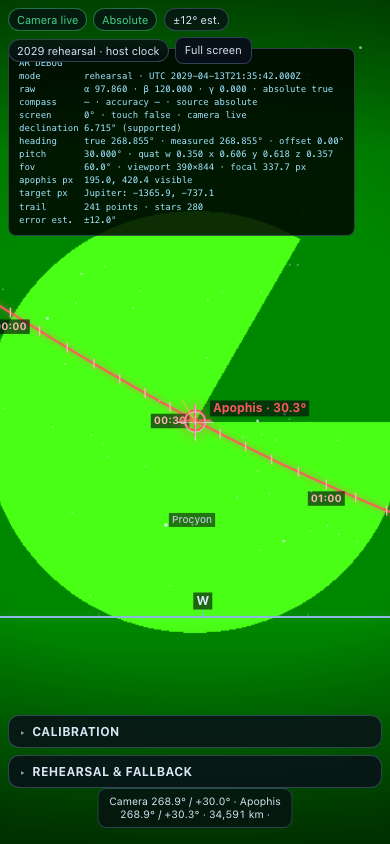 Camera live
Absolute
±12° est.
2029 rehearsal · host clock
Full screen
AR DEBUG
mode rehearsal · UTC 2029-04-13T21:35:42.000Z
raw α 97.860 · β 120.000 · γ 0.000 · absolute true
compass — · accuracy — · source absolute
screen 0° · touch false · camera live
declination 6.715° (supported)
heading true 268.855° · measured 268.855° · offset 0.00°
pitch 30.000° · quat w 0.350 x 0.606 y 0.618 z 0.357
fov 60.0° · viewport 390×844 · focal 337.7 px
apophis px 195.0, 420.4 visible
target px Jupiter: -1365.9, -737.1
trail 241 points · stars 280
error est. ±12.0°
00:00
Apophis · 30.3°
00:30
01:00
Procyon
W
CALIBRATION
REHEARSAL & FALLBACK
Camera 268.9° / +30.0° · Apophis
268.9° / +30.3° · 34,591 km ·